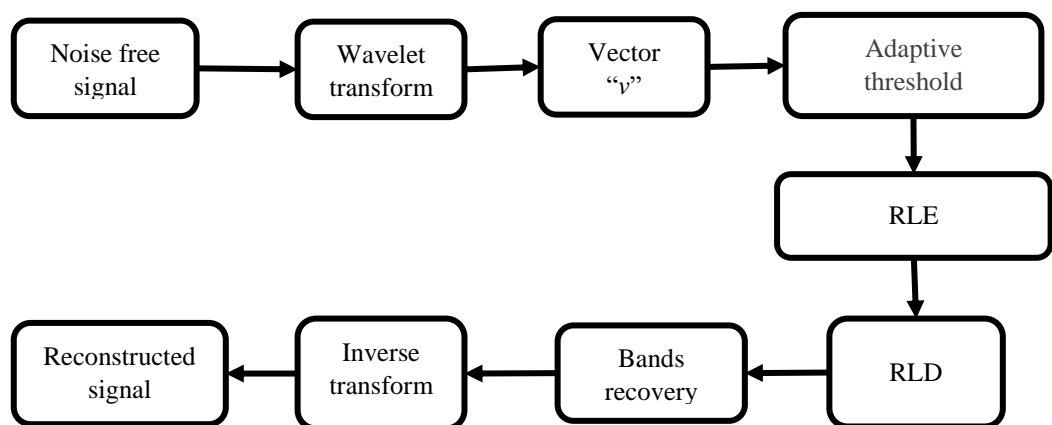 Noise free
signal
Wavelet
transform
Vector
“v”
Adaptive
threshold
RLE
RLD
Bands
recovery
Inverse
transform
Reconstructed
signal